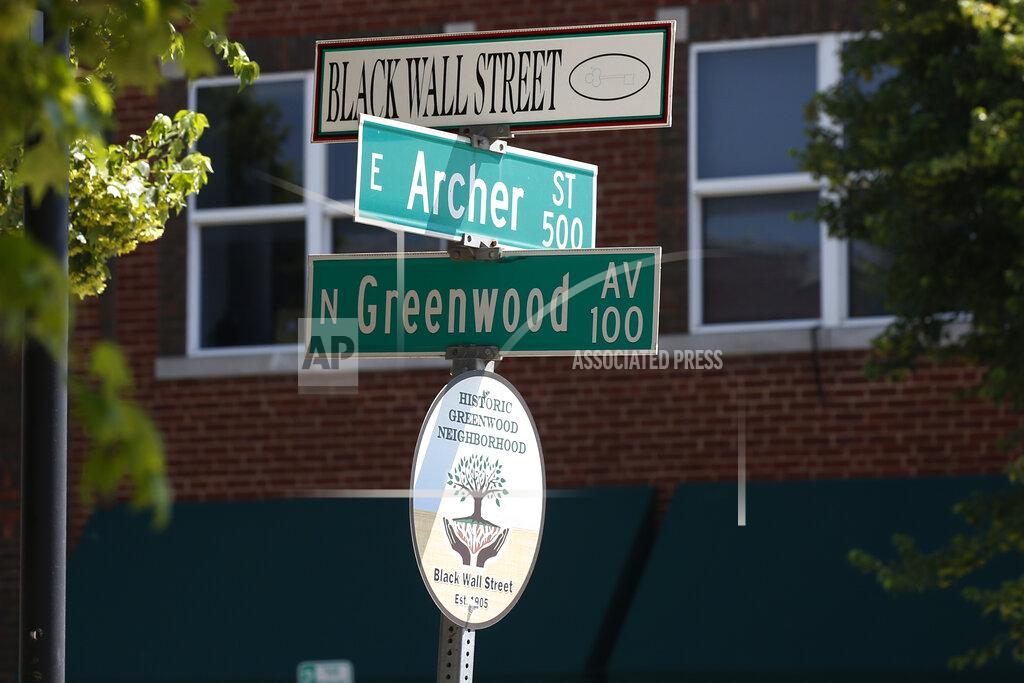 BLACK WALL STREET
E Archer ST 500
N Greenwood AV 100
AP
ASSOCIATED PRESS
HISTORIC
GREENWOOD
NEIGHBORHOOD
Black Wall Street
Est. 1905